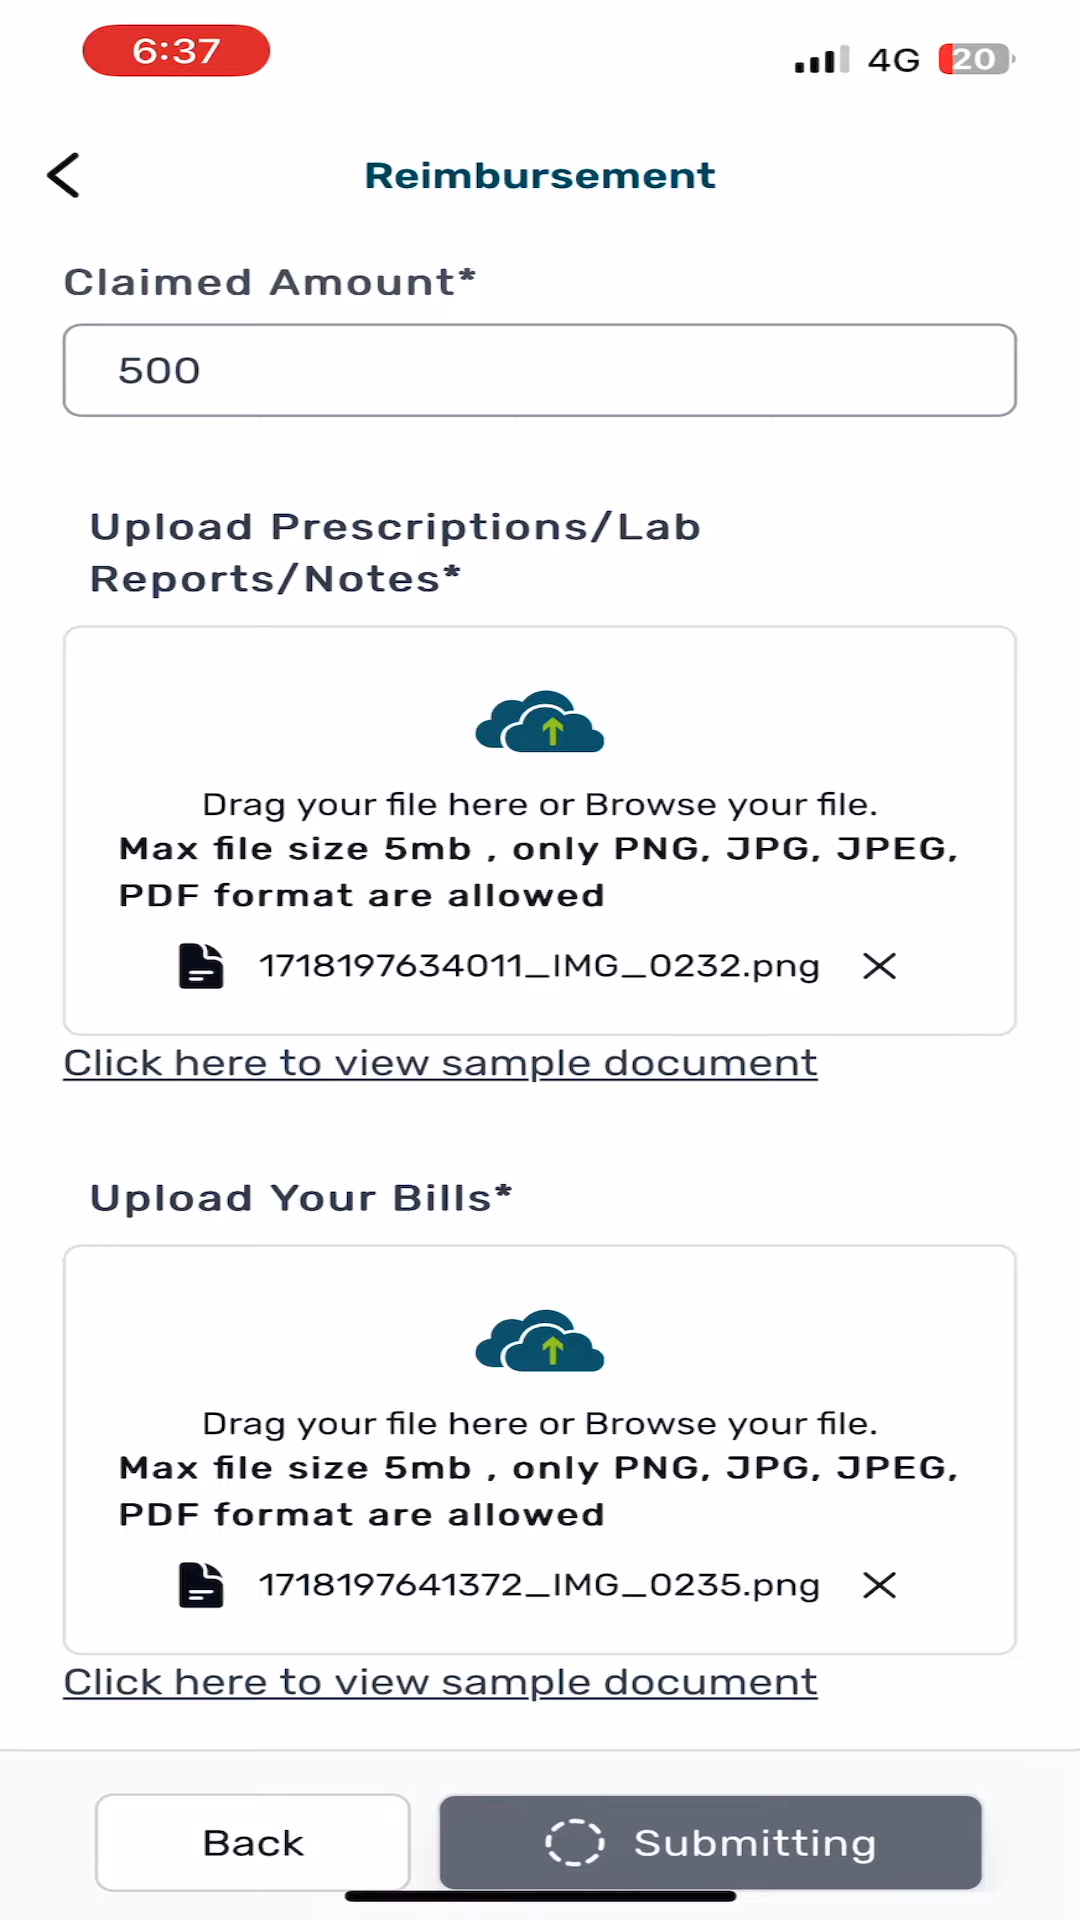 6:37
4G 20
Reimbursement
Claimed Amount*
500
Upload Prescriptions/Lab
Reports/Notes*
Drag your file here or Browse your file.
Max file size 5mb , only PNG, JPG, JPEG,
PDF format are allowed
1718197634011_IMG_0232.png
Click here to view sample document
Upload Your Bills*
Drag your file here or Browse your file.
Max file size 5mb , only PNG, JPG, JPEG,
PDF format are allowed
1718197641372_IMG_0235.png
Click here to view sample document
Back Submitting